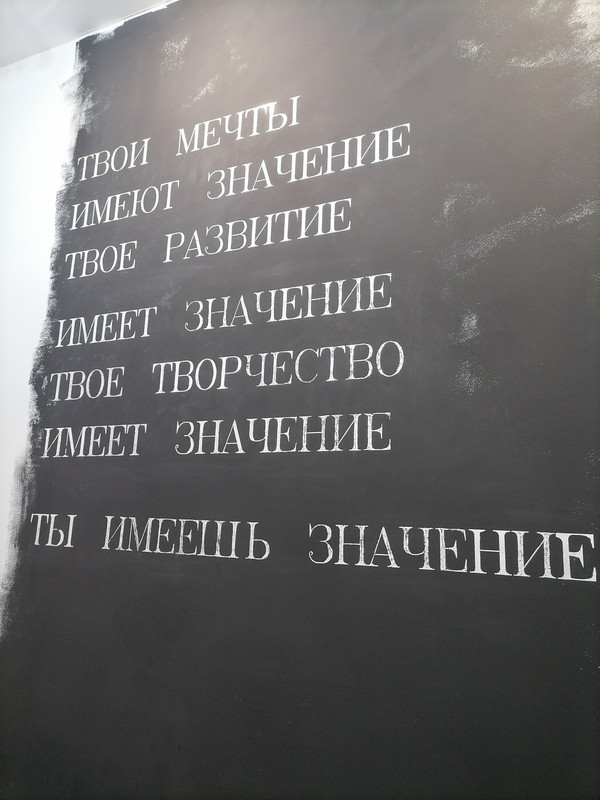 ТВОИ МЕЧТЫ
ИМЕЮТ ЗНАЧЕНИЕ
ТВОЕ РАЗВИТИЕ
ИМЕЕТ ЗНАЧЕНИЕ
ТВОЕ ТВОРЧЕСТВО
ИМЕЕТ ЗНАЧЕНИЕ
ТЫ ИМЕЕШЬ ЗНАЧЕНИЕ